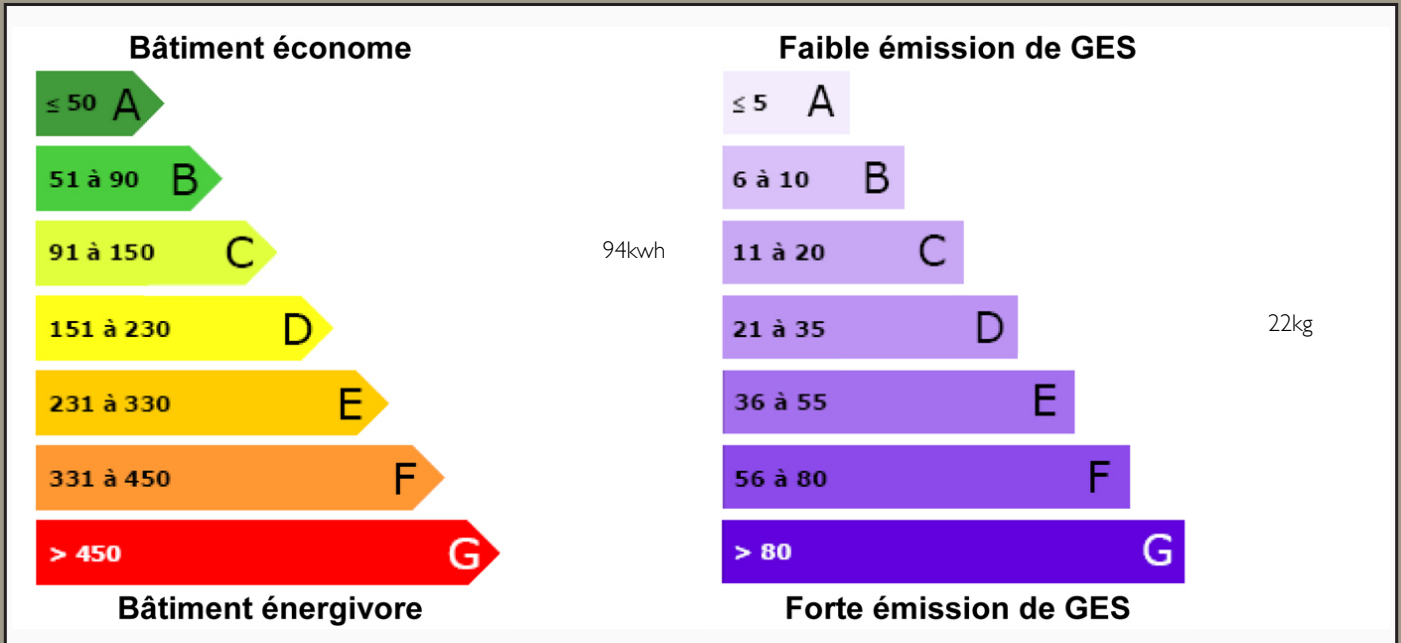 Bâtiment économe
≤ 50 A
51 à 90 B
91 à 150 C
94kwh
151 à 230 D
231 à 330 E
331 à 450 F
> 450 G
Bâtiment énergivore
Faible émission de GES
≤ 5 A
6 à 10 B
11 à 20 C
21 à 35 D
22kg
36 à 55 E
56 à 80 F
> 80 G
Forte émission de GES